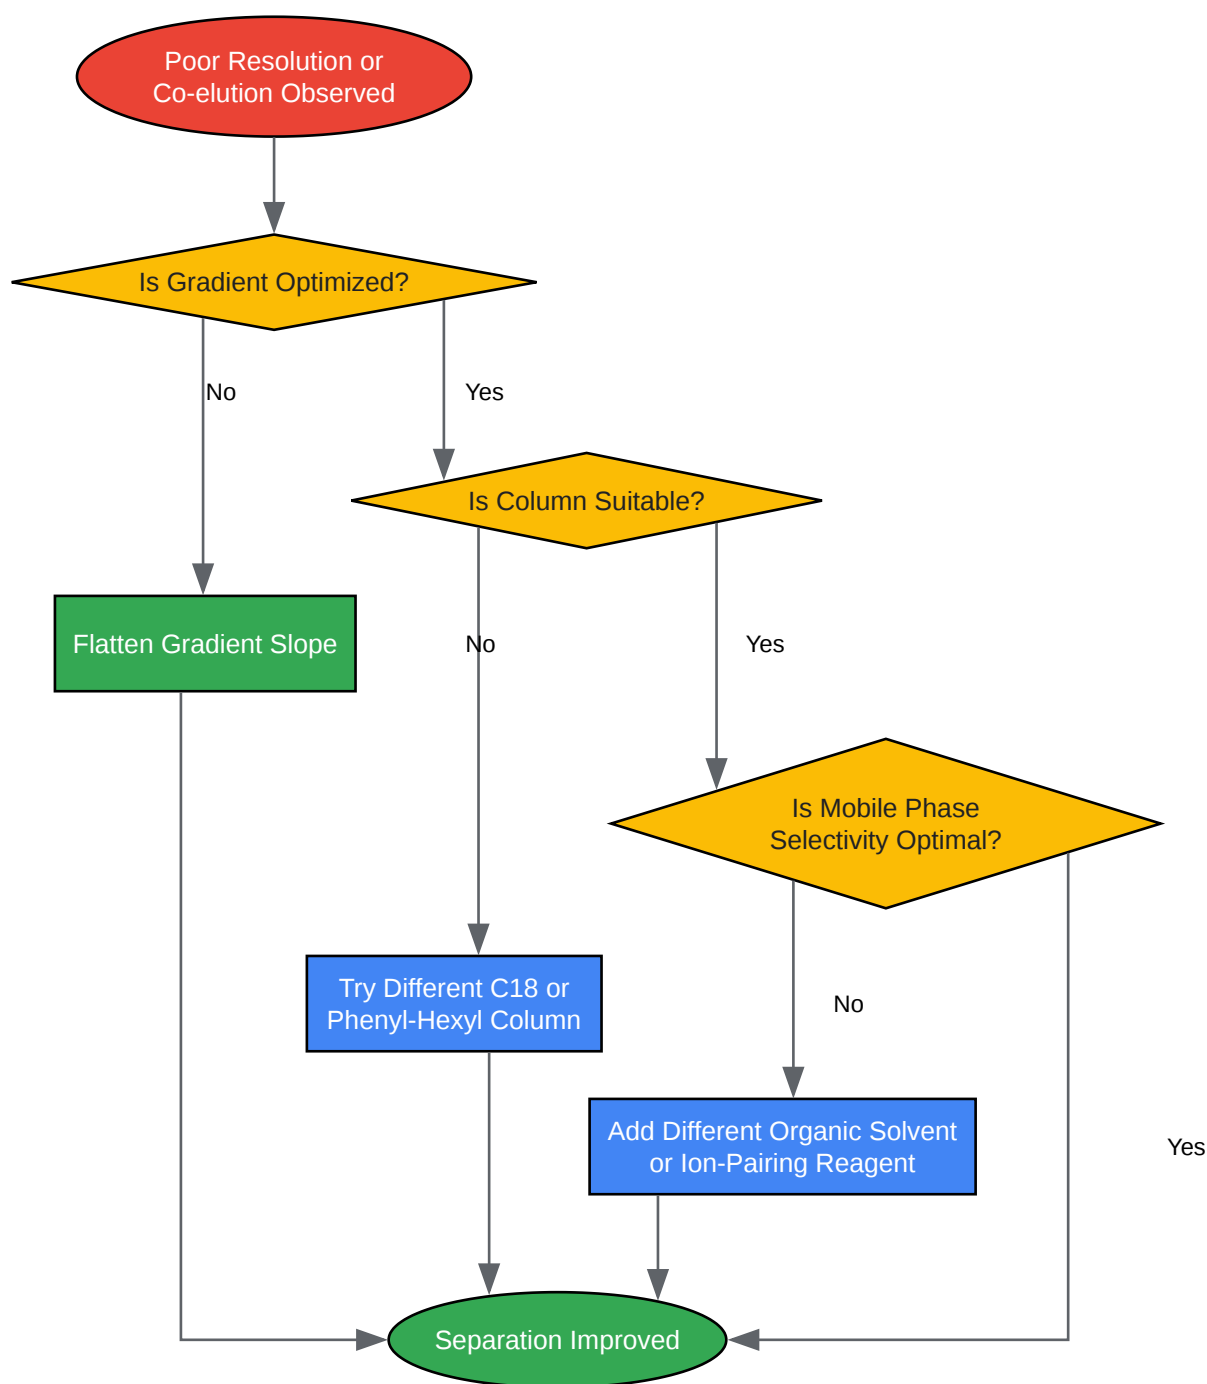 Poor Resolution or
Co-elution Observed
Is Gradient Optimized?
No
Yes
Is Column Suitable?
Flatten Gradient Slope
No
Yes
Is Mobile Phase
Selectivity Optimal?
Try Different C18 or
Phenyl-Hexyl Column
No
Add Different Organic Solvent
or Ion-Pairing Reagent
Yes
Separation Improved